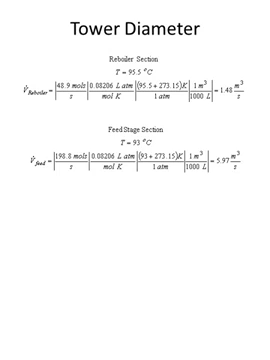 Tower Diameter
Reboiler Section
T = 95.5 °C
V̇_Reboiler = |48.9 mols / s| |0.08206 L atm / mol K| |(95.5 + 273.15)K / 1 atm| |1 m³ / 1000 L| = 1.48 m³ / s
Feed Stage Section
T = 93 °C
V̇_feed = |198.8 mols / s| |0.08206 L atm / mol K| |(93 + 273.15)K / 1 atm| |1 m³ / 1000 L| = 5.97 m³ / s